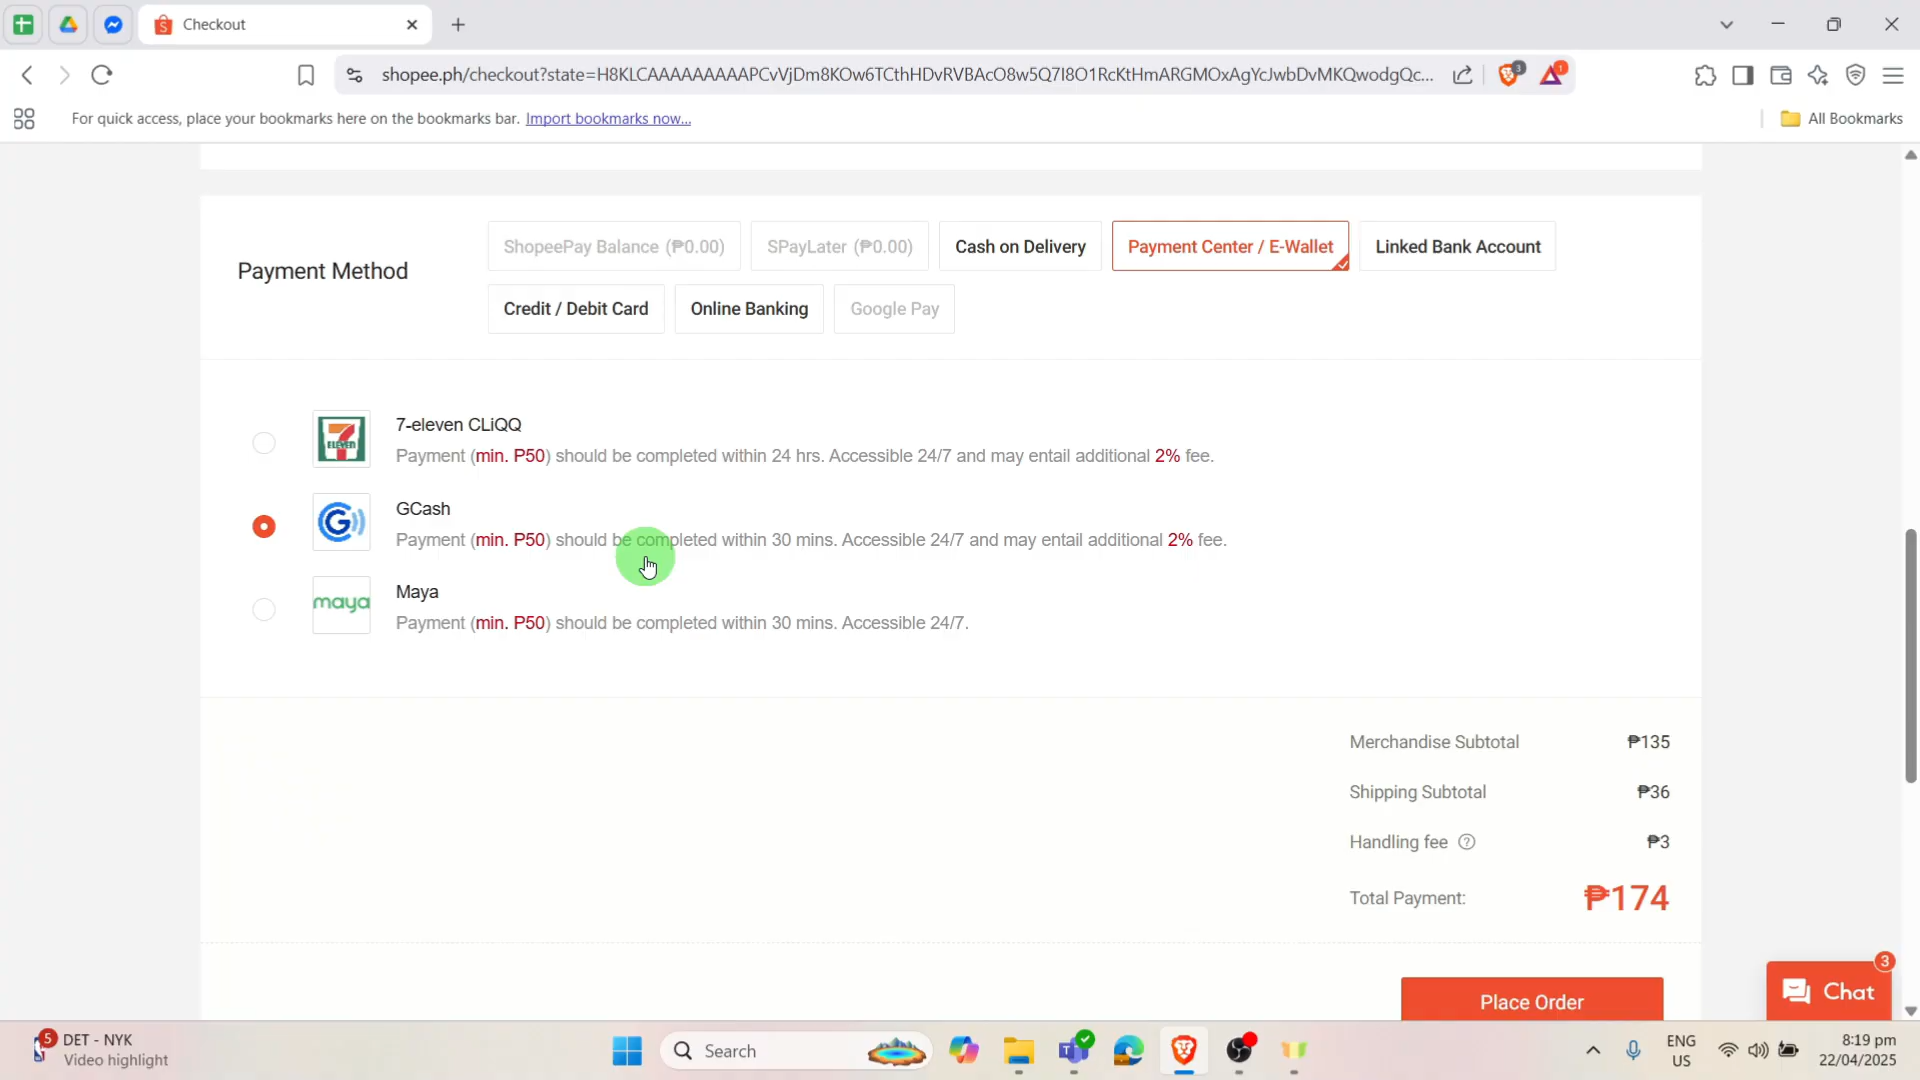 Checkout
shopee.ph/checkout?state=H8KLCAAAAAAAAAPCvVjDm8KOw6TCthHDvRVBAcO8w5Q7I8O1RcKtHmARGMOxAgYcJwbDvMKQwodgQc...
3
1
For quick access, place your bookmarks here on the bookmarks bar. Import bookmarks now...
All Bookmarks
Payment Method
ShopeePay Balance (₱0.00)
SPayLater (₱0.00)
Cash on Delivery
Payment Center / E-Wallet
Linked Bank Account
Credit / Debit Card
Online Banking
Google Pay
7 ELEVEN
7-eleven CLiQQ
Payment (min. P50) should be completed within 24 hrs. Accessible 24/7 and may entail additional 2% fee.
G
GCash
Payment (min. P50) should be completed within 30 mins. Accessible 24/7 and may entail additional 2% fee.
maya
Maya
Payment (min. P50) should be completed within 30 mins. Accessible 24/7.
Merchandise Subtotal ₱135
Shipping Subtotal ₱36
Handling fee ? ₱3
Total Payment: ₱174
Place Order
Chat
3
5
DET - NYK
Video highlight
Search
ENG
US
8:19 pm
22/04/2025